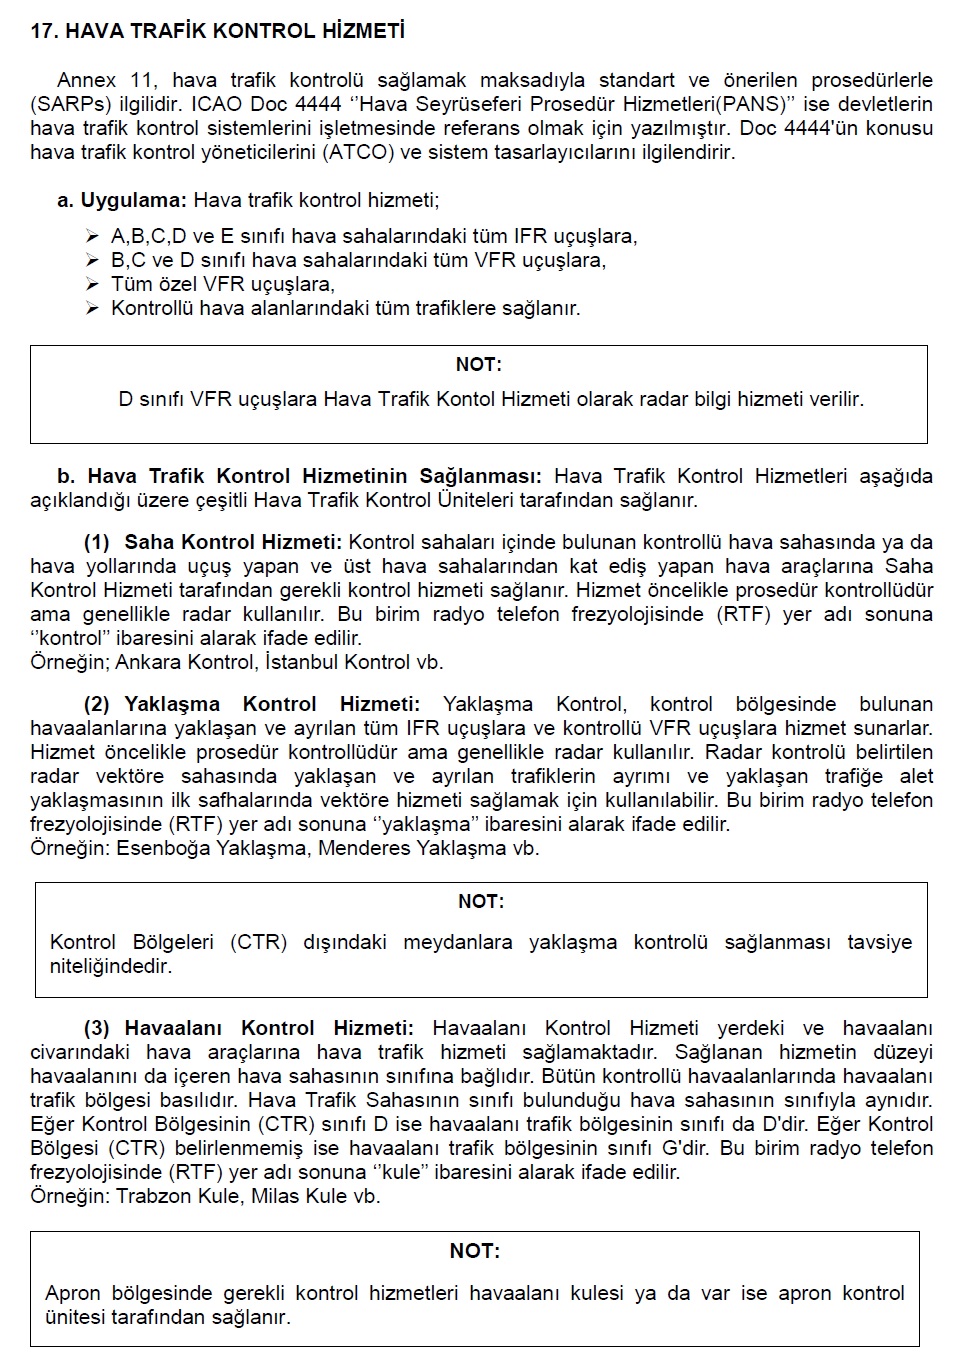 17. HAVA TRAFİK KONTROL HİZMETİ
Annex 11, hava trafik kontrolü sağlamak maksadıyla standart ve önerilen prosedürlerle
(SARPs) ilgilidir. ICAO Doc 4444 ‘’Hava Seyrüseferi Prosedür Hizmetleri(PANS)’’ ise devletlerin
hava trafik kontrol sistemlerini işletmesinde referans olmak için yazılmıştır. Doc 4444'ün konusu
hava trafik kontrol yöneticilerini (ATCO) ve sistem tasarlayıcılarını ilgilendirir.
a. Uygulama: Hava trafik kontrol hizmeti;
➢ A,B,C,D ve E sınıfı hava sahalarındaki tüm IFR uçuşlara,
➢ B,C ve D sınıfı hava sahalarındaki tüm VFR uçuşlara,
➢ Tüm özel VFR uçuşlara,
➢ Kontrollü hava alanlarındaki tüm trafiklere sağlanır.
NOT:
D sınıfı VFR uçuşlara Hava Trafik Kontol Hizmeti olarak radar bilgi hizmeti verilir.
b. Hava Trafik Kontrol Hizmetinin Sağlanması: Hava Trafik Kontrol Hizmetleri aşağıda
açıklandığı üzere çeşitli Hava Trafik Kontrol Üniteleri tarafından sağlanır.
(1) Saha Kontrol Hizmeti: Kontrol sahaları içinde bulunan kontrollü hava sahasında ya da
hava yollarında uçuş yapan ve üst hava sahalarından kat ediş yapan hava araçlarına Saha
Kontrol Hizmeti tarafından gerekli kontrol hizmeti sağlanır. Hizmet öncelikle prosedür kontrollüdür
ama genellikle radar kullanılır. Bu birim radyo telefon frezyolojisinde (RTF) yer adı sonuna
‘’kontrol’’ ibaresini alarak ifade edilir.
Örneğin; Ankara Kontrol, İstanbul Kontrol vb.
(2) Yaklaşma Kontrol Hizmeti: Yaklaşma Kontrol, kontrol bölgesinde bulunan
havaalanlarına yaklaşan ve ayrılan tüm IFR uçuşlara ve kontrollü VFR uçuşlara hizmet sunarlar.
Hizmet öncelikle prosedür kontrollüdür ama genellikle radar kullanılır. Radar kontrolü belirtilen
radar vektöre sahasında yaklaşan ve ayrılan trafiklerin ayrımı ve yaklaşan trafiğe alet
yaklaşmasının ilk safhalarında vektöre hizmeti sağlamak için kullanılabilir. Bu birim radyo telefon
frezyolojisinde (RTF) yer adı sonuna ‘’yaklaşma’’ ibaresini alarak ifade edilir.
Örneğin: Esenboğa Yaklaşma, Menderes Yaklaşma vb.
NOT:
Kontrol Bölgeleri (CTR) dışındaki meydanlara yaklaşma kontrolü sağlanması tavsiye
niteliğindedir.
(3) Havaalanı Kontrol Hizmeti: Havaalanı Kontrol Hizmeti yerdeki ve havaalanı
civarındaki hava araçlarına hava trafik hizmeti sağlamaktadır. Sağlanan hizmetin düzeyi
havaalanını da içeren hava sahasının sınıfına bağlıdır. Bütün kontrollü havaalanlarında havaalanı
trafik bölgesi basılıdır. Hava Trafik Sahasının sınıfı bulunduğu hava sahasının sınıfıyla aynıdır.
Eğer Kontrol Bölgesinin (CTR) sınıfı D ise havaalanı trafik bölgesinin sınıfı da D'dir. Eğer Kontrol
Bölgesi (CTR) belirlenmemiş ise havaalanı trafik bölgesinin sınıfı G'dir. Bu birim radyo telefon
frezyolojisinde (RTF) yer adı sonuna ‘’kule’’ ibaresini alarak ifade edilir.
Örneğin: Trabzon Kule, Milas Kule vb.
NOT:
Apron bölgesinde gerekli kontrol hizmetleri havaalanı kulesi ya da var ise apron kontrol
ünitesi tarafından sağlanır.